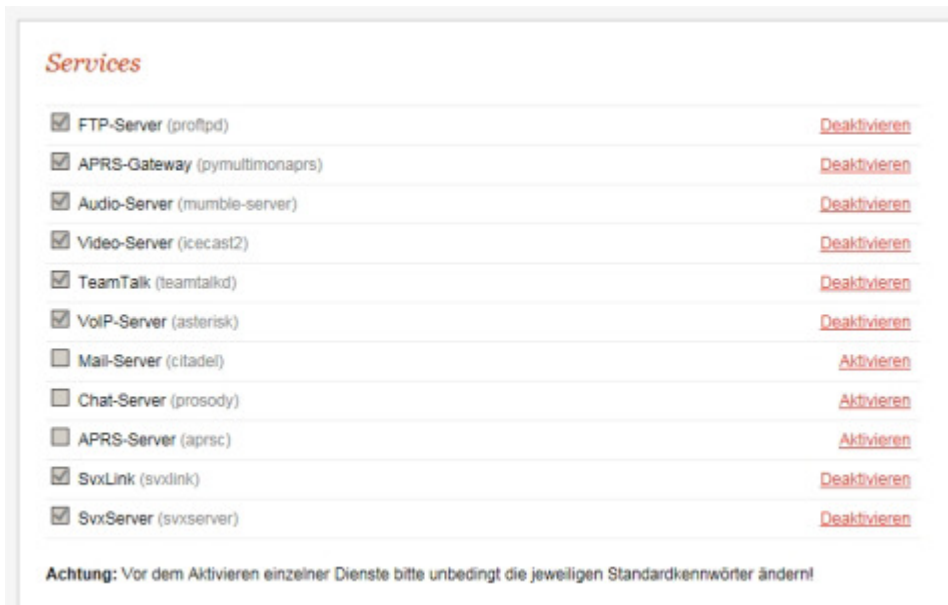 Services
FTP-Server (proftpd) Deaktivieren
APRS-Gateway (pymultimonaprs) Deaktivieren
Audio-Server (mumble-server) Deaktivieren
Video-Server (icecast2) Deaktivieren
TeamTalk (teamtalkd) Deaktivieren
VoIP-Server (asterisk) Deaktivieren
Mail-Server (citadel) Aktivieren
Chat-Server (prosody) Aktivieren
APRS-Server (aprsc) Aktivieren
SvxLink (svxlink) Deaktivieren
SvxServer (svxserver) Deaktivieren
Achtung: Vor dem Aktivieren einzelner Dienste bitte unbedingt die jeweiligen Standardkennwörter ändern!